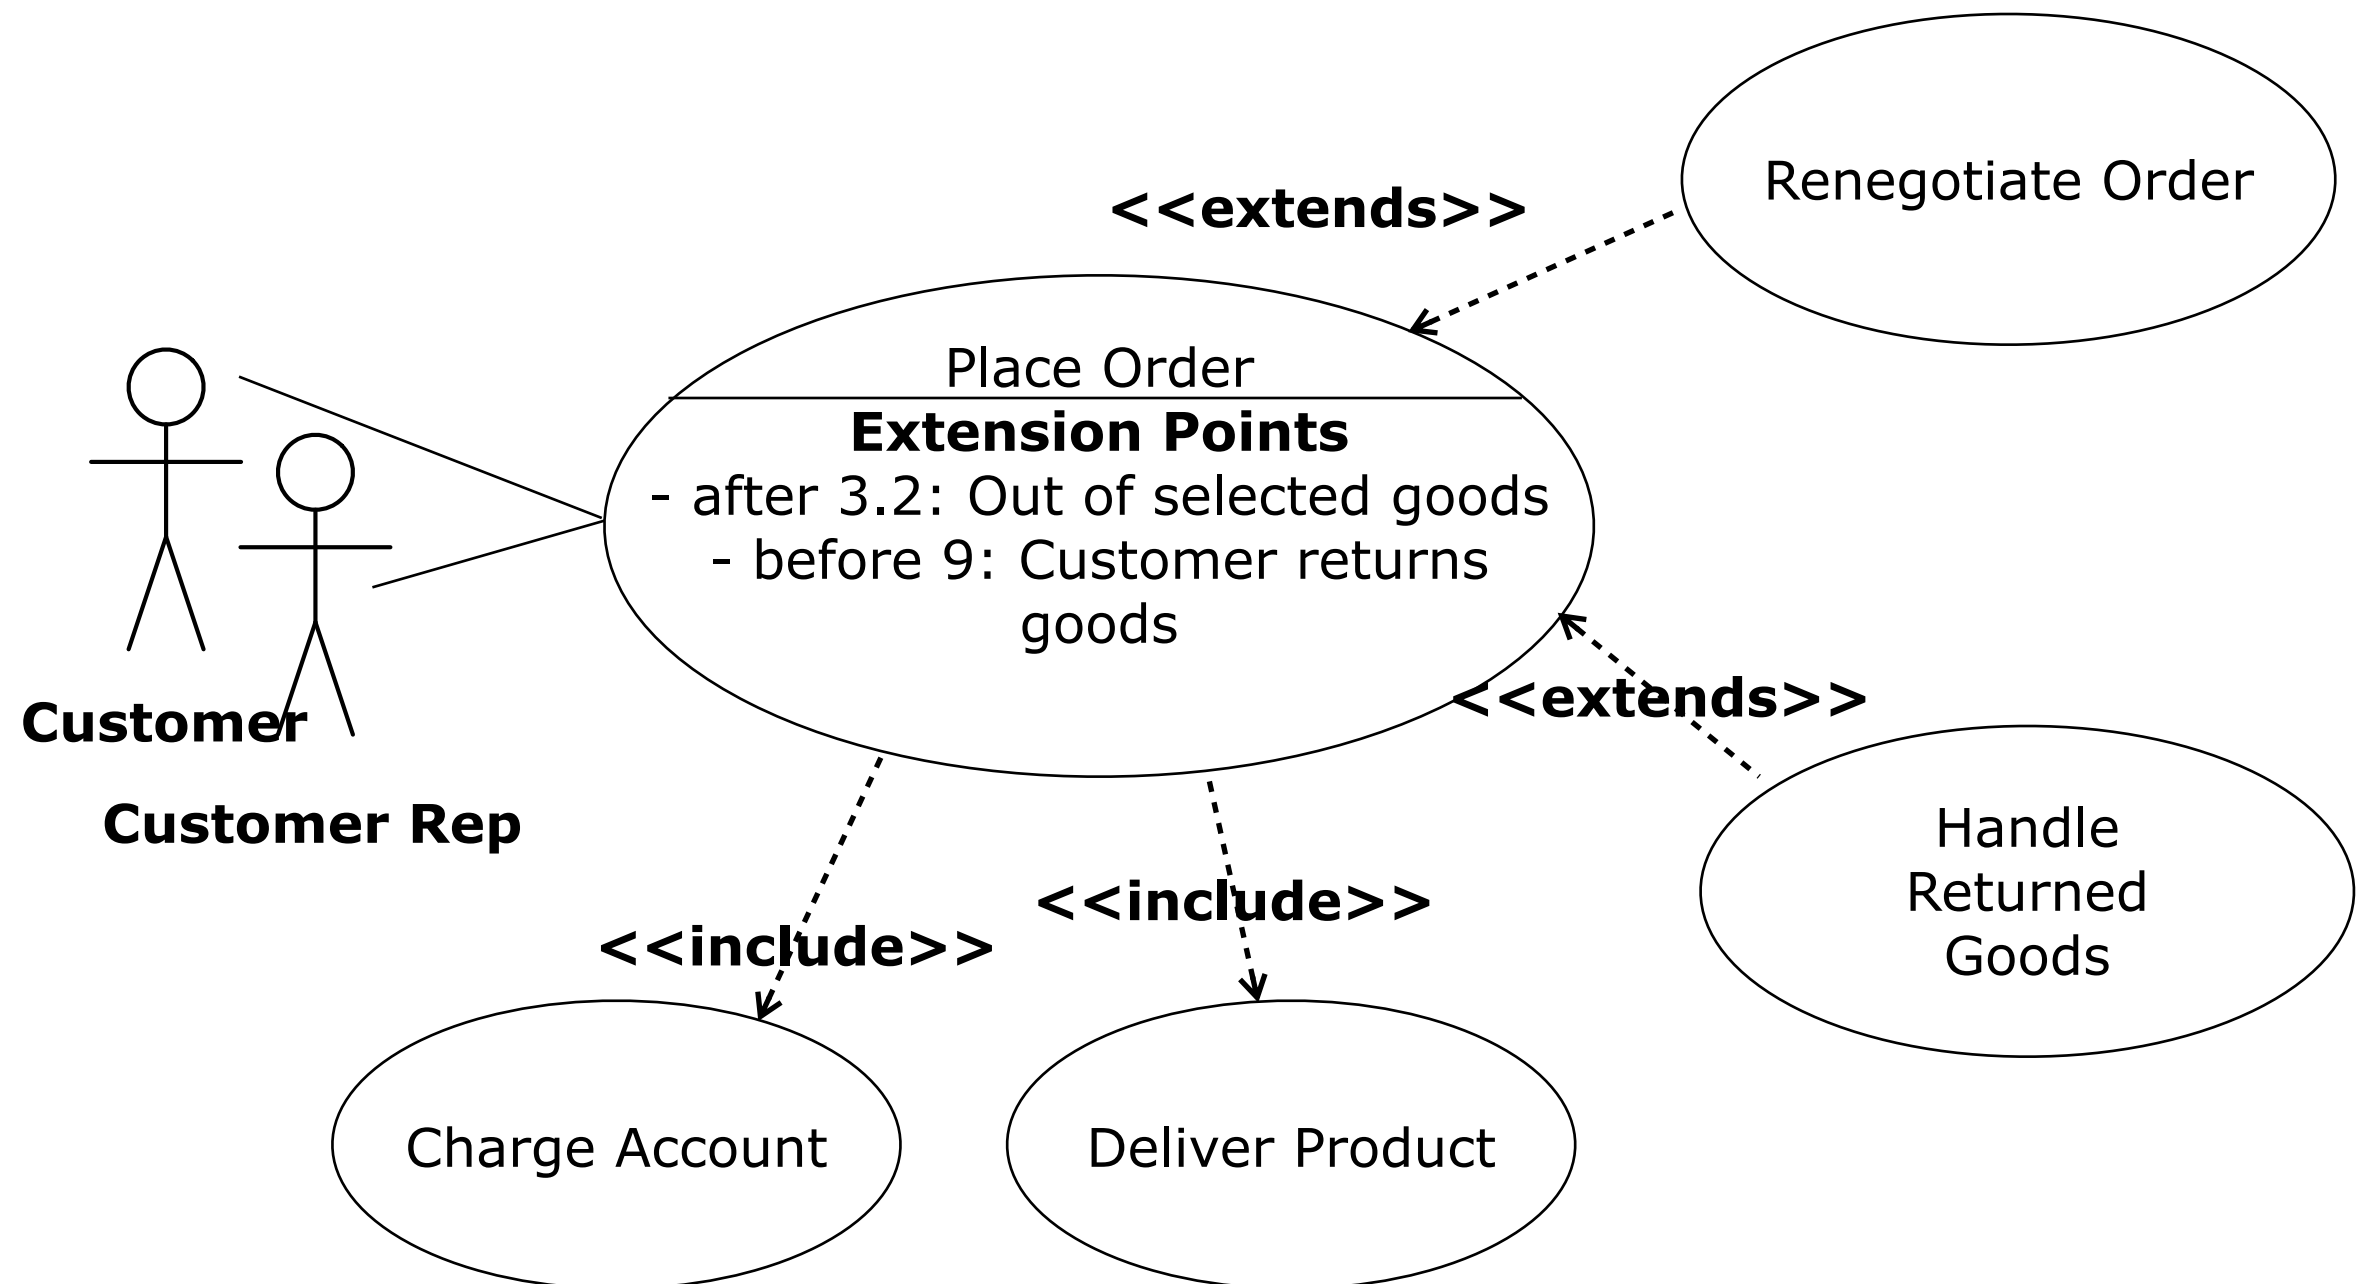 Renegotiate Order
<<extends>>
Place Order
Extension Points
- after 3.2: Out of selected goods
- before 9: Customer returns
goods
<<extends>>
Customer
Customer Rep
Handle
Returned
Goods
<<include>>
<<include>>
Charge Account
Deliver Product